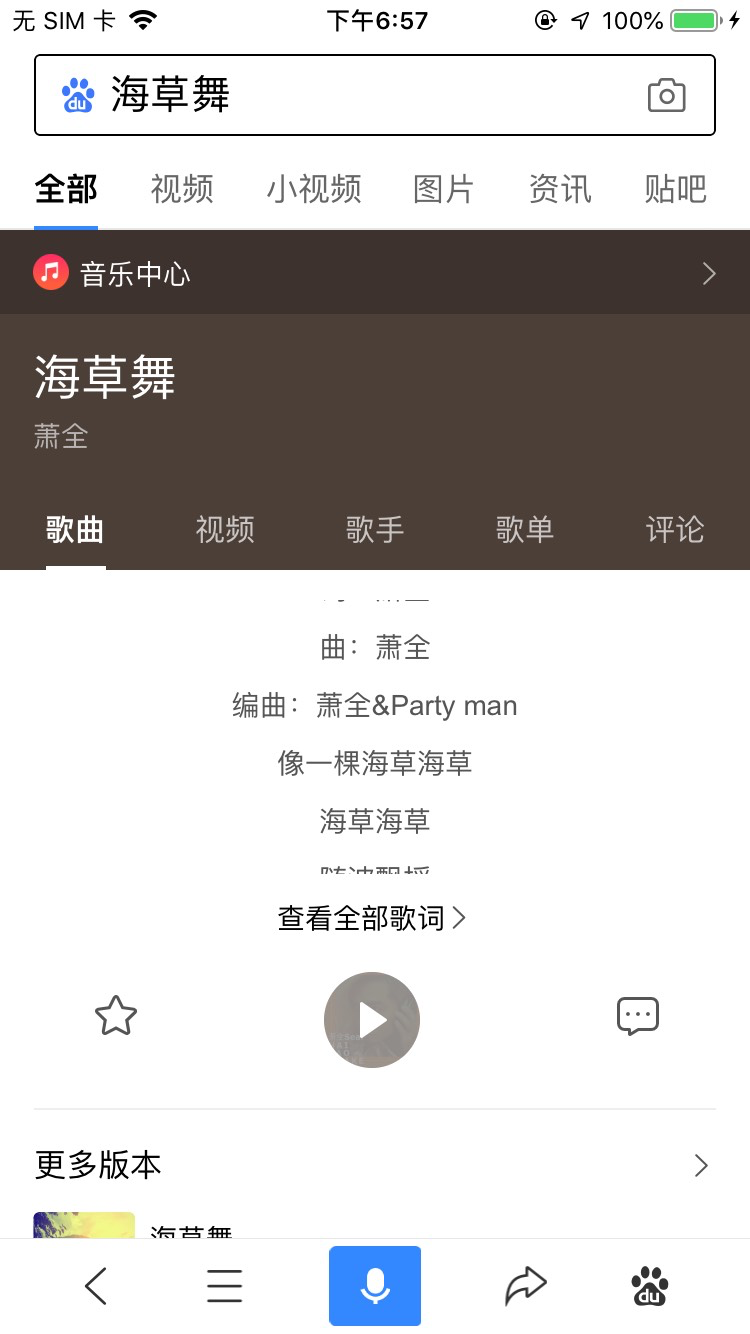 无 SIM 卡 下午6:57 100%
du 海草舞
全部 视频 小视频 图片 资讯 贴吧
音乐中心
海草舞
萧全
歌曲 视频 歌手 歌单 评论
曲：萧全
编曲：萧全&Party man
像一棵海草海草
海草海草
随波飘摇
查看全部歌词
更多版本
海草舞
du